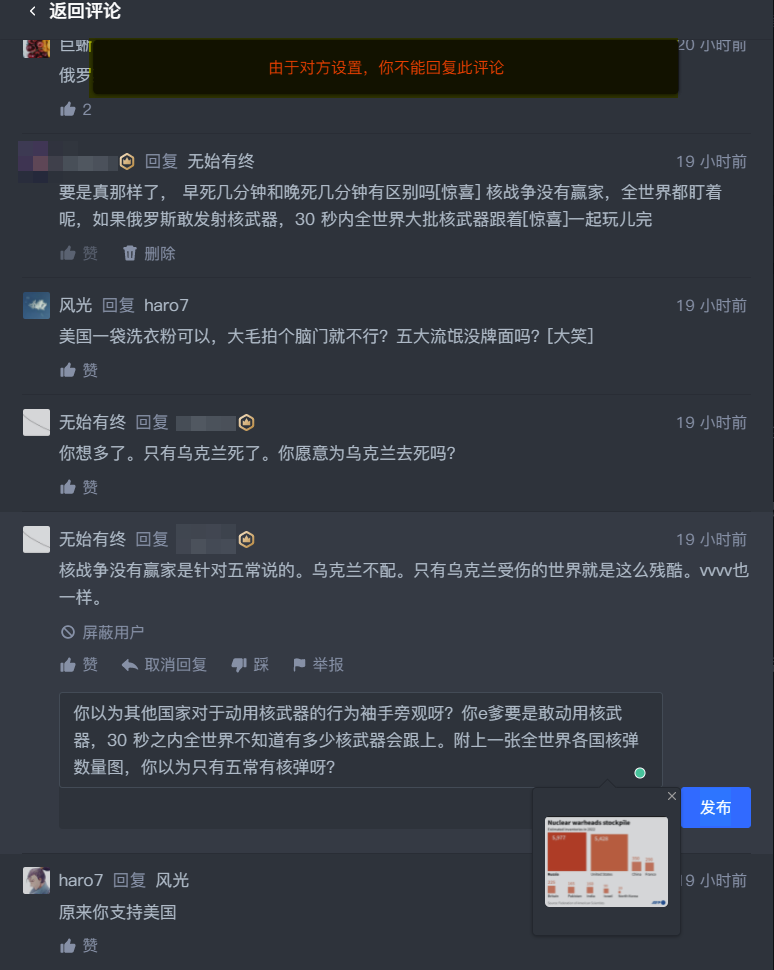 返回评论
巨蜥
20 小时前
由于对方设置，你不能回复此评论
俄罗
2
回复 无始有终
19 小时前
要是真那样了， 早死几分钟和晚死几分钟有区别吗[惊喜] 核战争没有赢家，全世界都盯着
呢，如果俄罗斯敢发射核武器，30 秒内全世界大批核武器跟着[惊喜]一起玩儿完
赞 删除
风光 回复 haro7
19 小时前
美国一袋洗衣粉可以，大毛拍个脑门就不行？五大流氓没牌面吗？[大笑]
赞
无始有终 回复
19 小时前
你想多了。只有乌克兰死了。你愿意为乌克兰去死吗？
赞
无始有终 回复
19 小时前
核战争没有赢家是针对五常说的。乌克兰不配。只有乌克兰受伤的世界就是这么残酷。vvvv也
一样。
屏蔽用户
赞 取消回复 踩 举报
你以为其他国家对于动用核武器的行为袖手旁观呀？你e爹要是敢动用核武
器，30 秒之内全世界不知道有多少核武器会跟上。附上一张全世界各国核弹
数量图，你以为只有五常有核弹呀？
发布
Nuclear warheads stockpile
haro7 回复 风光
19 小时前
原来你支持美国
赞